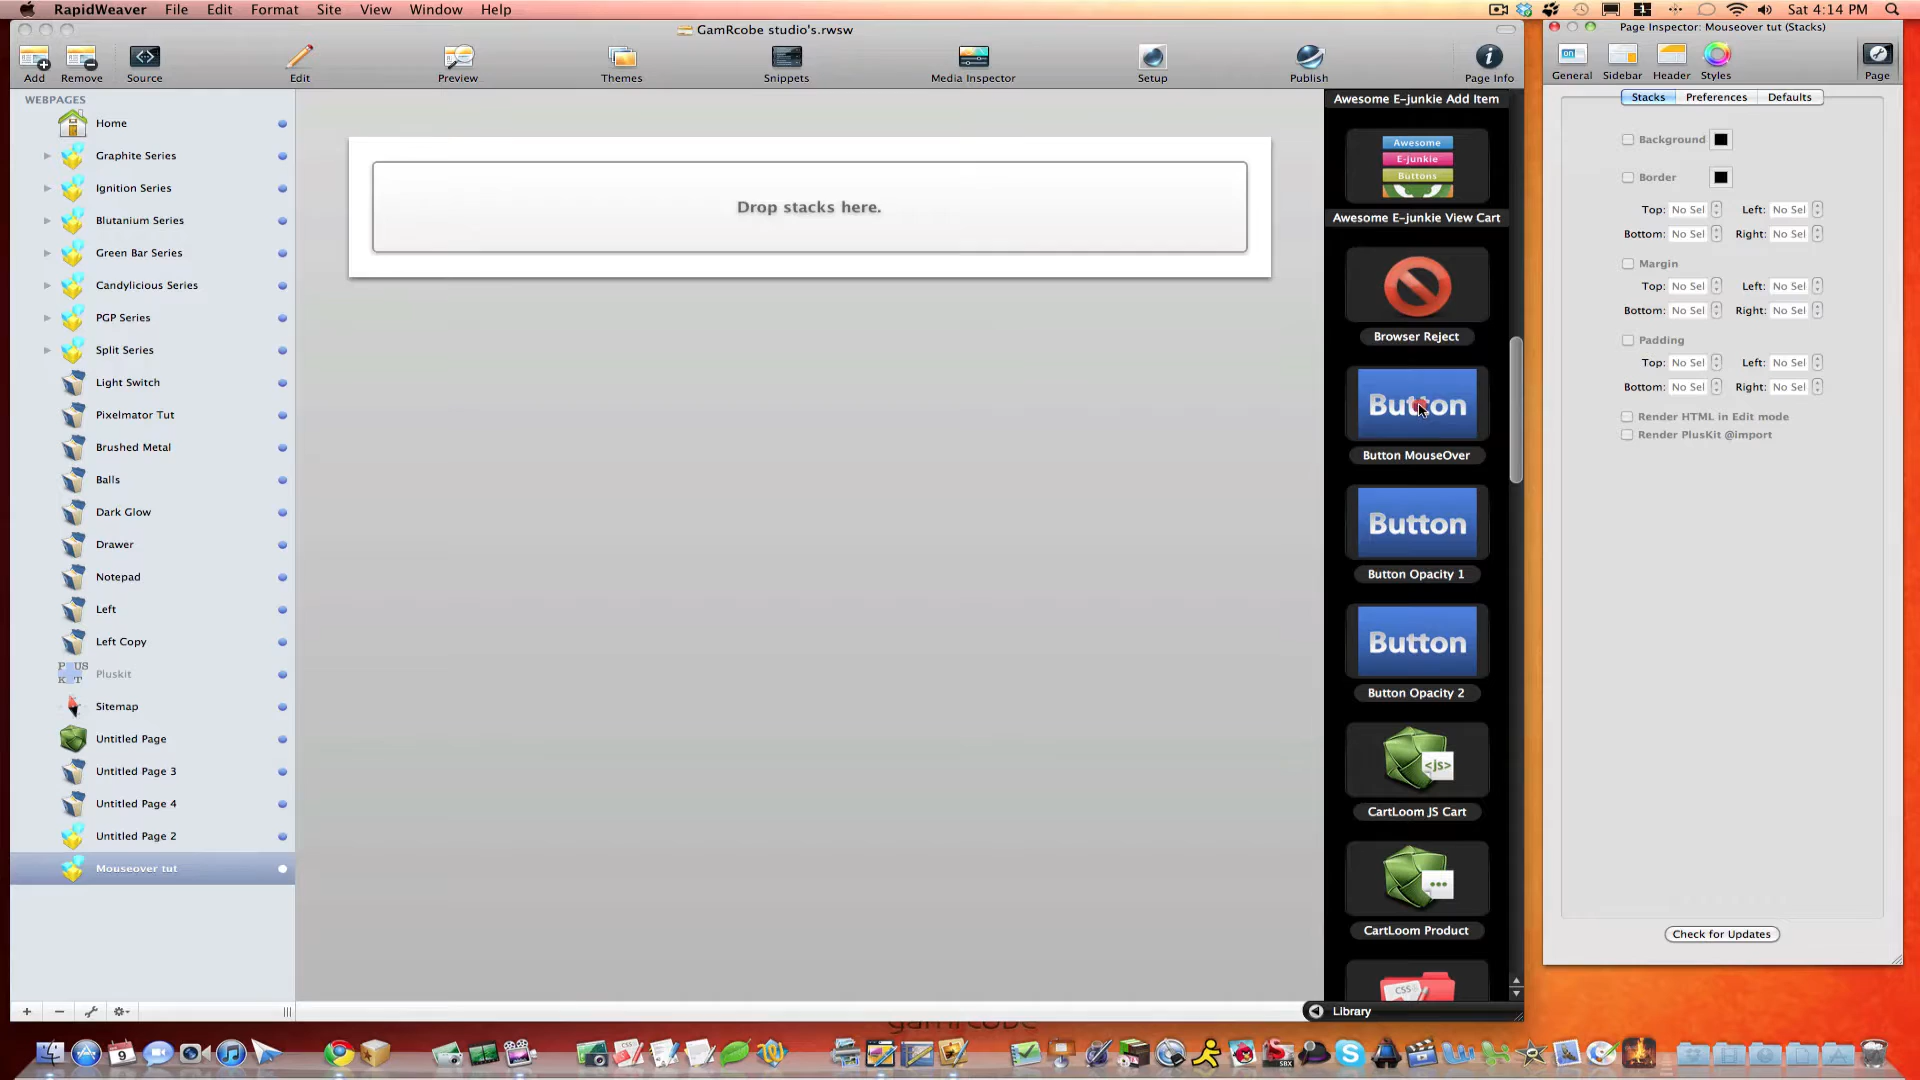 RapidWeaver File Edit Format Site View Window Help
Sat 4:14 PM
GamRcobe studio's.rwsw
Add Remove Source Edit Preview Themes Snippets Media Inspector Setup Publish Page Info
WEBPAGES
Home
Graphite Series
Ignition Series
Blutanium Series
Green Bar Series
Candylicious Series
PGP Series
Split Series
Light Switch
Pixelmator Tut
Brushed Metal
Balls
Dark Glow
Drawer
Notepad
Left
Left Copy
Pluskit
Sitemap
Untitled Page
Untitled Page 3
Untitled Page 4
Untitled Page 2
Mouseover tut
Drop stacks here.
Awesome E-junkie Add Item
Awesome
E-junkie
Buttons
Awesome E-junkie View Cart
Browser Reject
Button
Button MouseOver
Button
Button Opacity 1
Button
Button Opacity 2
<js>
CartLoom JS Cart
CartLoom Product
CSS
Library
Page Inspector: Mouseover tut (Stacks)
General Sidebar Header Styles Page
Stacks Preferences Defaults
Background
Border
Top: No Sel Left: No Sel
Bottom: No Sel Right: No Sel
Margin
Top: No Sel Left: No Sel
Bottom: No Sel Right: No Sel
Padding
Top: No Sel Left: No Sel
Bottom: No Sel Right: No Sel
Render HTML in Edit mode
Render PlusKit @import
Check for Updates